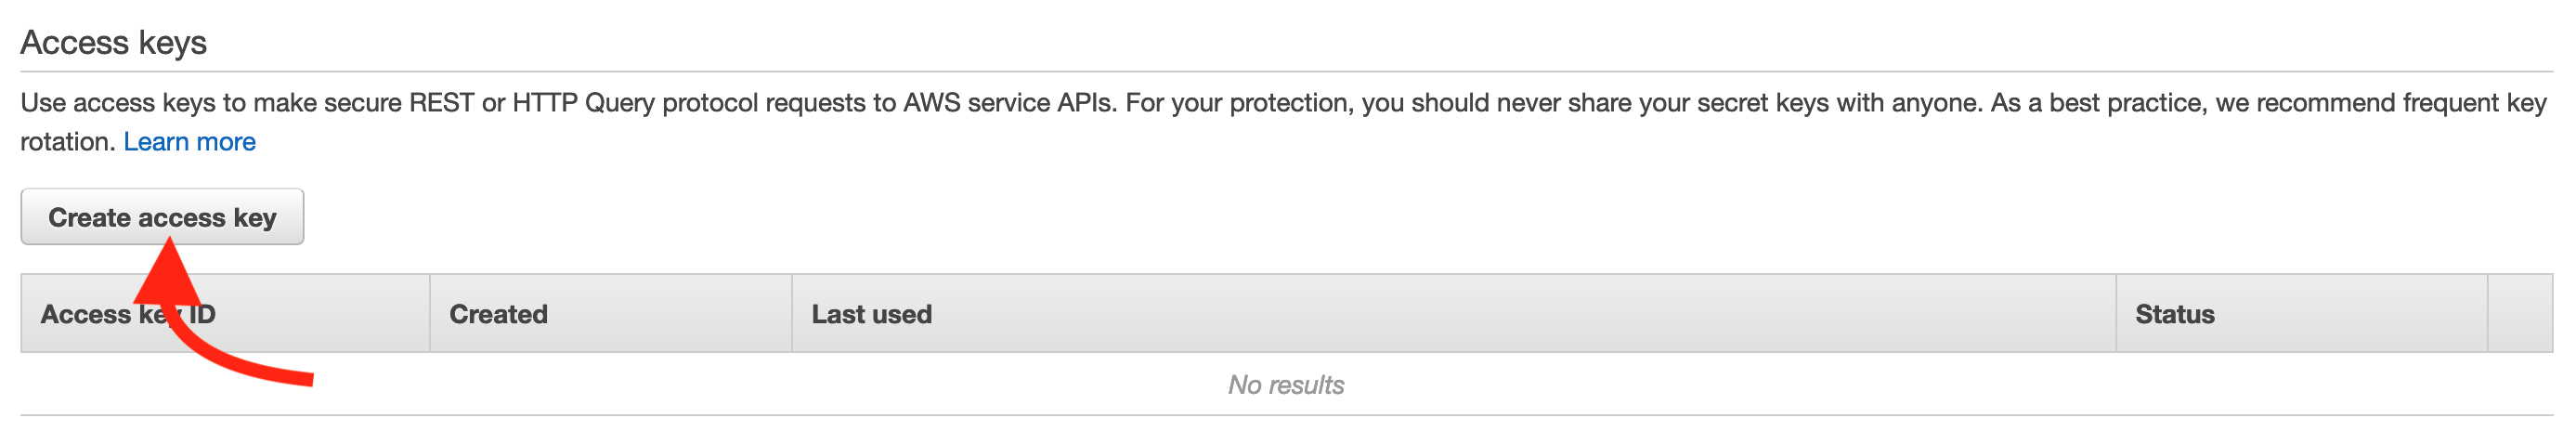 Access keys
Use access keys to make secure REST or HTTP Query protocol requests to AWS service APIs. For your protection, you should never share your secret keys with anyone. As a best practice, we recommend frequent key
rotation. Learn more
Create access key
Access key ID Created Last used Status
No results